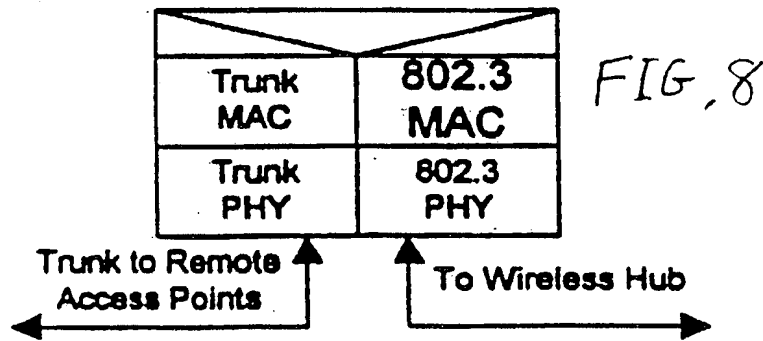 Trunk
MAC
802.3
MAC
FIG. 8
Trunk
PHY
802.3
PHY
Trunk to Remote
Access Points
To Wireless Hub